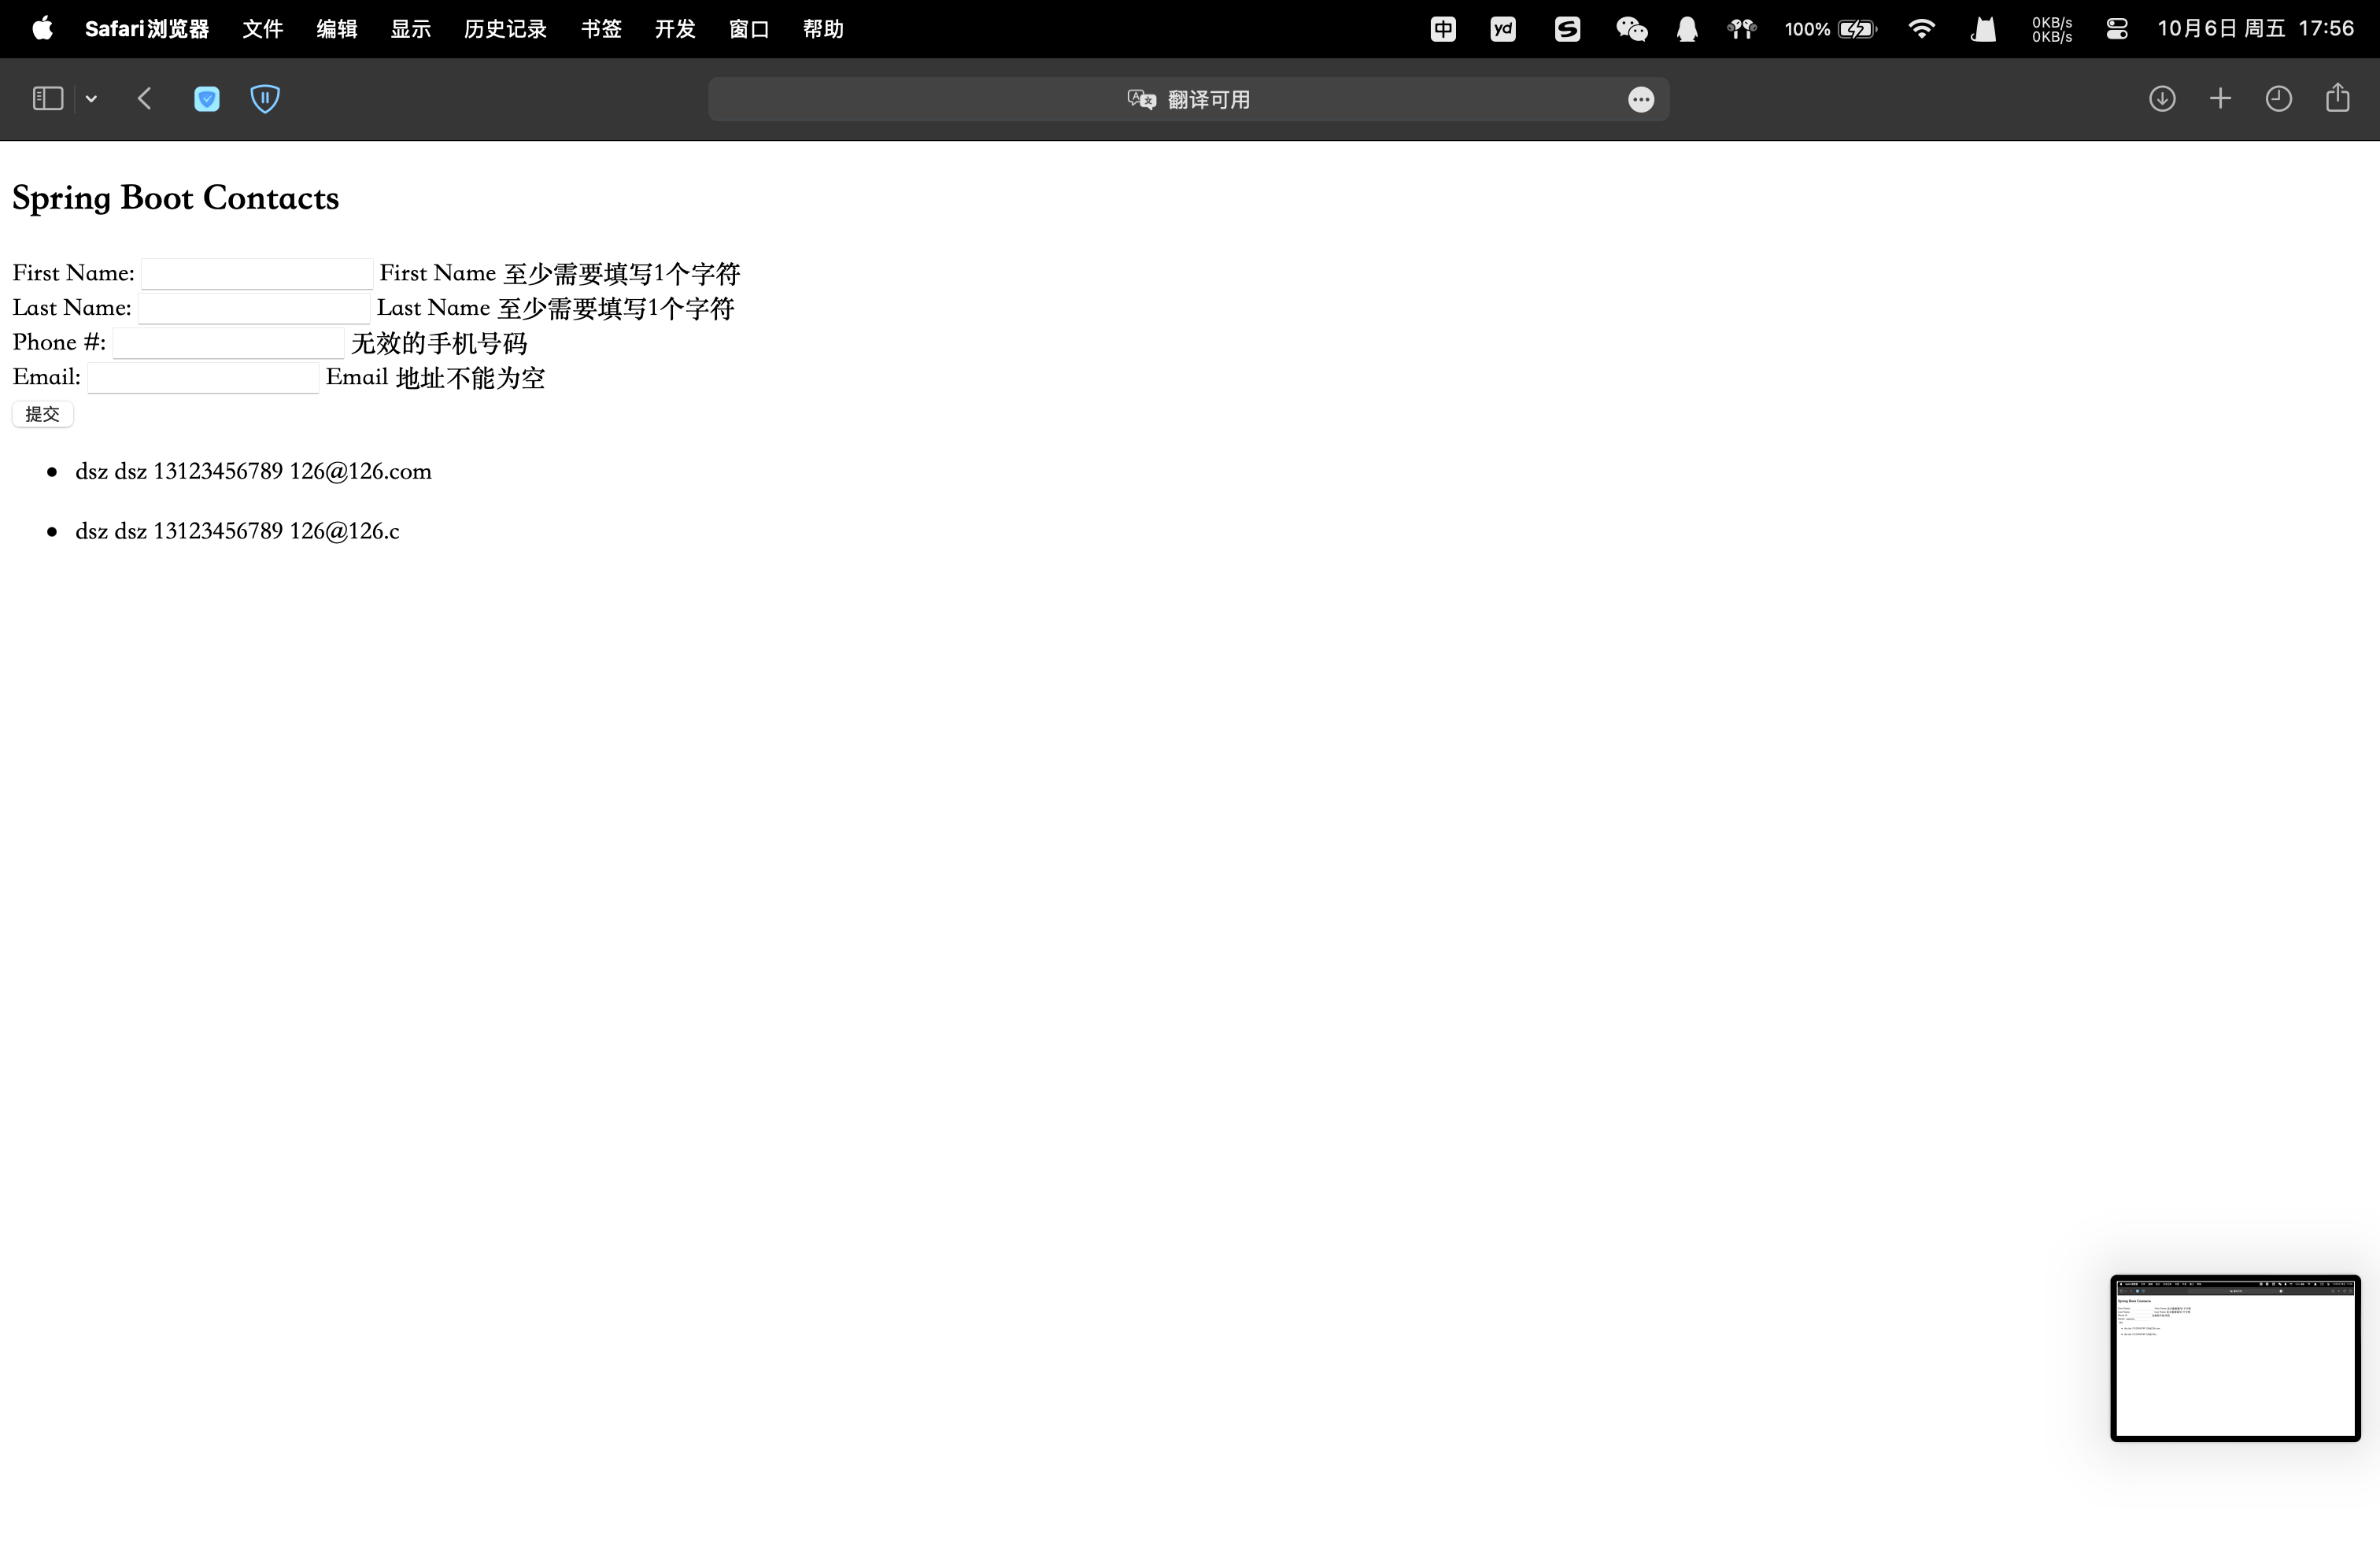 Safari浏览器 文件 编辑 显示 历史记录 书签 开发 窗口 帮助 中 yd S 100% 0KB/s 0KB/s 10月6日 周五 17:56
翻译可用
Spring Boot Contacts
First Name: First Name 至少需要填写1个字符
Last Name: Last Name 至少需要填写1个字符
Phone #: 无效的手机号码
Email: Email 地址不能为空
提交
dsz dsz 13123456789 126@126.com
dsz dsz 13123456789 126@126.c